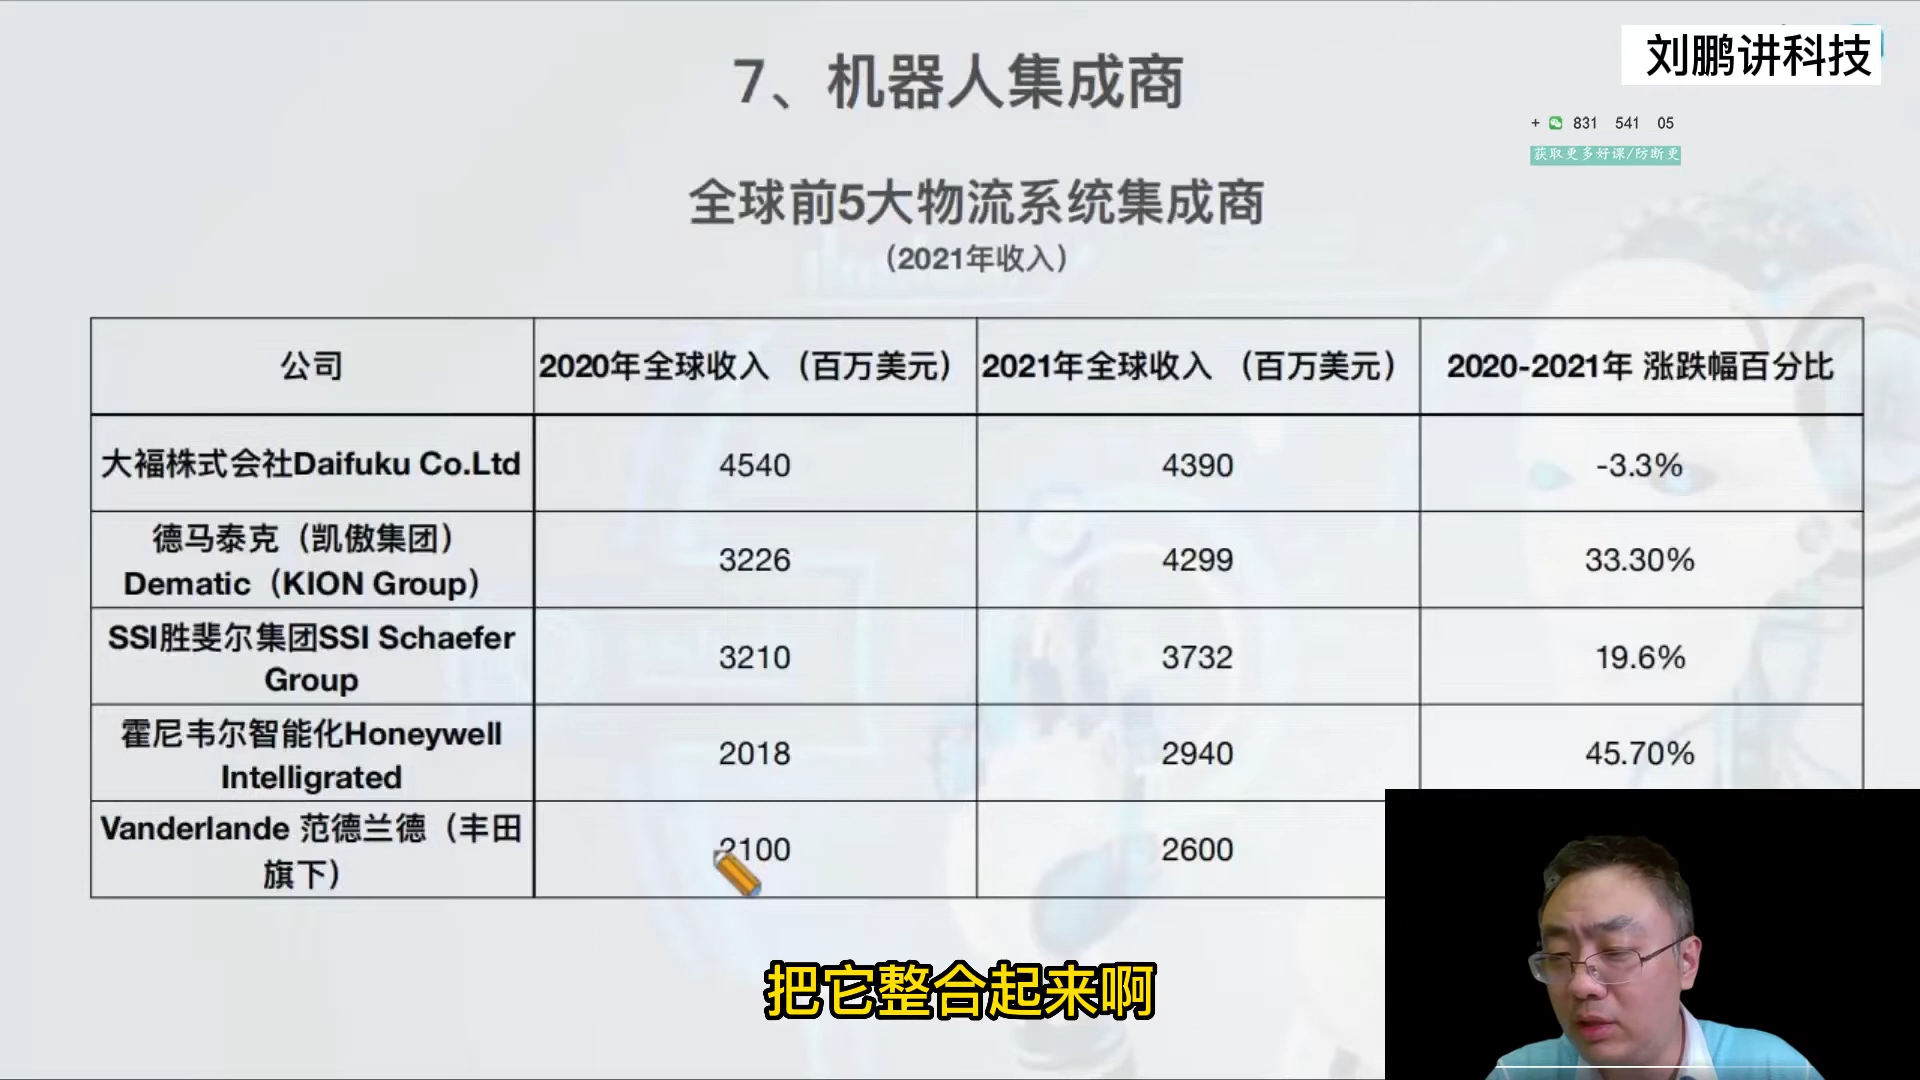 刘鹏讲科技
7、机器人集成商
+ 831 541 05
获取更多好课/防断更
全球前5大物流系统集成商
（2021年收入）
公司 2020年全球收入 （百万美元） 2021年全球收入 （百万美元） 2020-2021年 涨跌幅百分比
大福株式会社Daifuku Co.Ltd 4540 4390 -3.3%
德马泰克（凯傲集团）
Dematic（KION Group） 3226 4299 33.30%
SSI胜斐尔集团SSI Schaefer
Group 3210 3732 19.6%
霍尼韦尔智能化Honeywell
Intelligrated 2018 2940 45.70%
Vanderlande 范德兰德（丰田
旗下） 2100 2600
把它整合起来啊